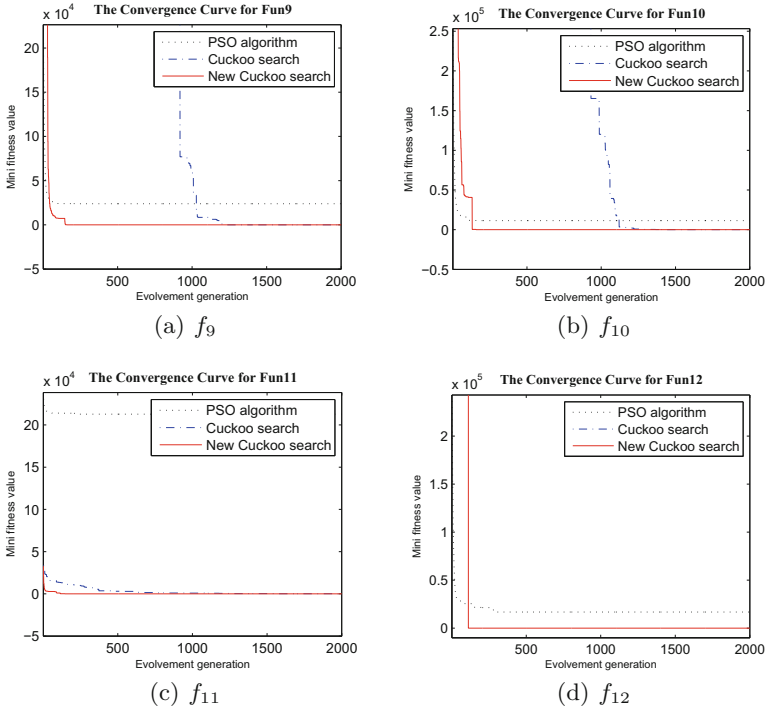 The Convergence Curve for Fun9
x 10^4
PSO algorithm
Cuckoo search
New Cuckoo search
20
15
10
5
0
−5
Mini fitness value
500 1000 1500 2000
Evolvement generation
(a) f9
The Convergence Curve for Fun10
x 10^5
PSO algorithm
Cuckoo search
New Cuckoo search
2.5
2
1.5
1
0.5
0
−0.5
Mini fitness value
500 1000 1500 2000
Evolvement generation
(b) f10
The Convergence Curve for Fun11
x 10^4
PSO algorithm
Cuckoo search
New Cuckoo search
20
15
10
5
0
−5
Mini fitness value
500 1000 1500 2000
Evolvement generation
(c) f11
The Convergence Curve for Fun12
x 10^5
PSO algorithm
Cuckoo search
New Cuckoo search
2
1.5
1
0.5
0
Mini fitness value
500 1000 1500 2000
Evolvement generation
(d) f12